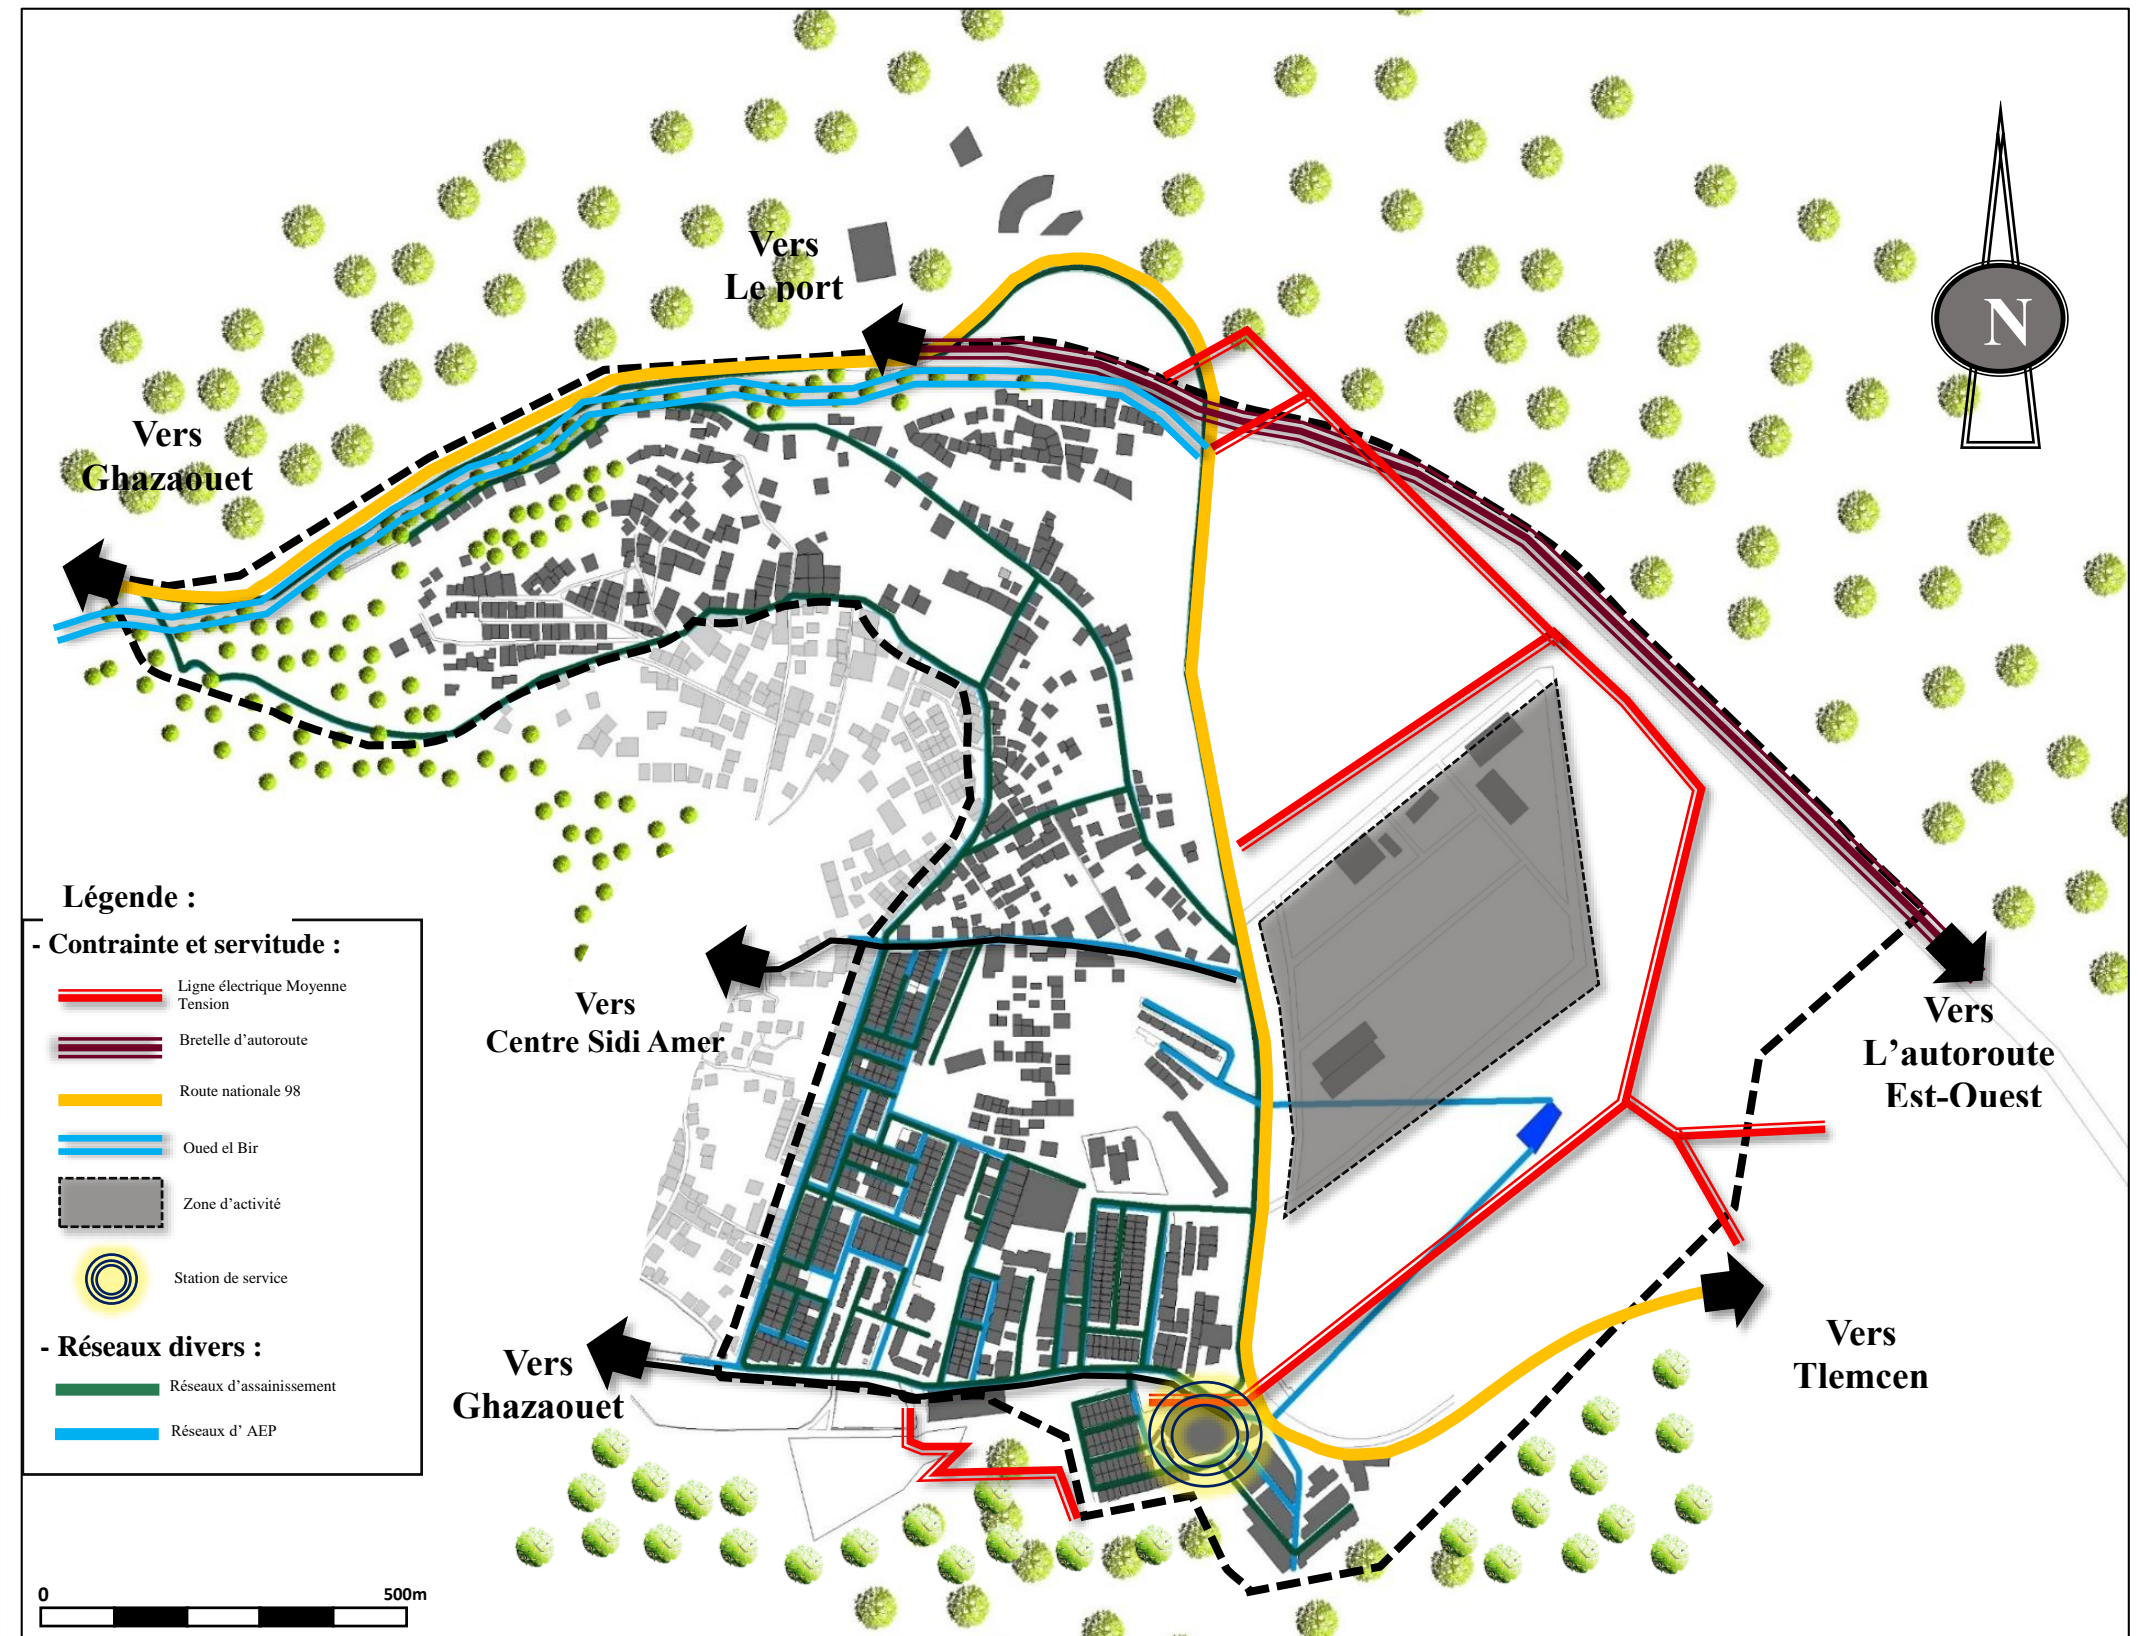 Vers
Le port
N
Vers
Ghazaouet
Légende :
- Contrainte et servitude :
Ligne électrique Moyenne
Tension
Bretelle d'autoroute
Route nationale 98
Oued el Bir
Zone d'activité
Station de service
- Réseaux divers :
Réseaux d'assainissement
Réseaux d' AEP
Vers
Centre Sidi Amer
Vers
L'autoroute
Est-Ouest
Vers
Ghazaouet
Vers
Tlemcen
0 500m